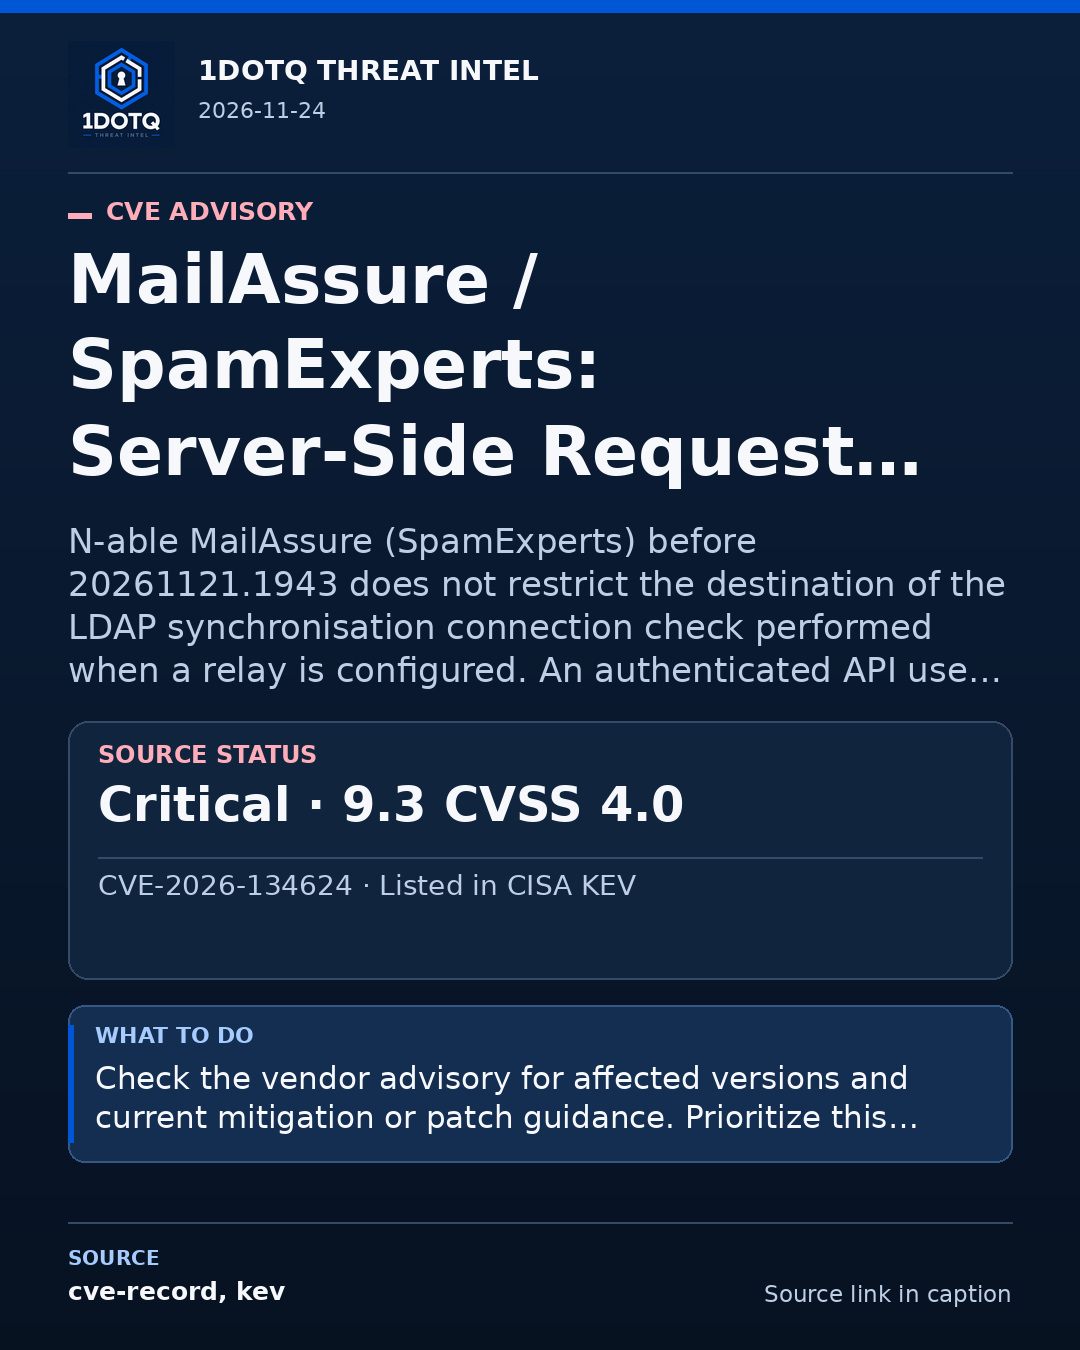 1DOTQ
THREAT INTEL
1DOTQ THREAT INTEL
2026-11-24
CVE ADVISORY
MailAssure /
SpamExperts:
Server-Side Request…
N-able MailAssure (SpamExperts) before
20261121.1943 does not restrict the destination of the
LDAP synchronisation connection check performed
when a relay is configured. An authenticated API use…
SOURCE STATUS
Critical · 9.3 CVSS 4.0
CVE-2026-134624 · Listed in CISA KEV
WHAT TO DO
Check the vendor advisory for affected versions and
current mitigation or patch guidance. Prioritize this…
SOURCE
cve-record, kev
Source link in caption